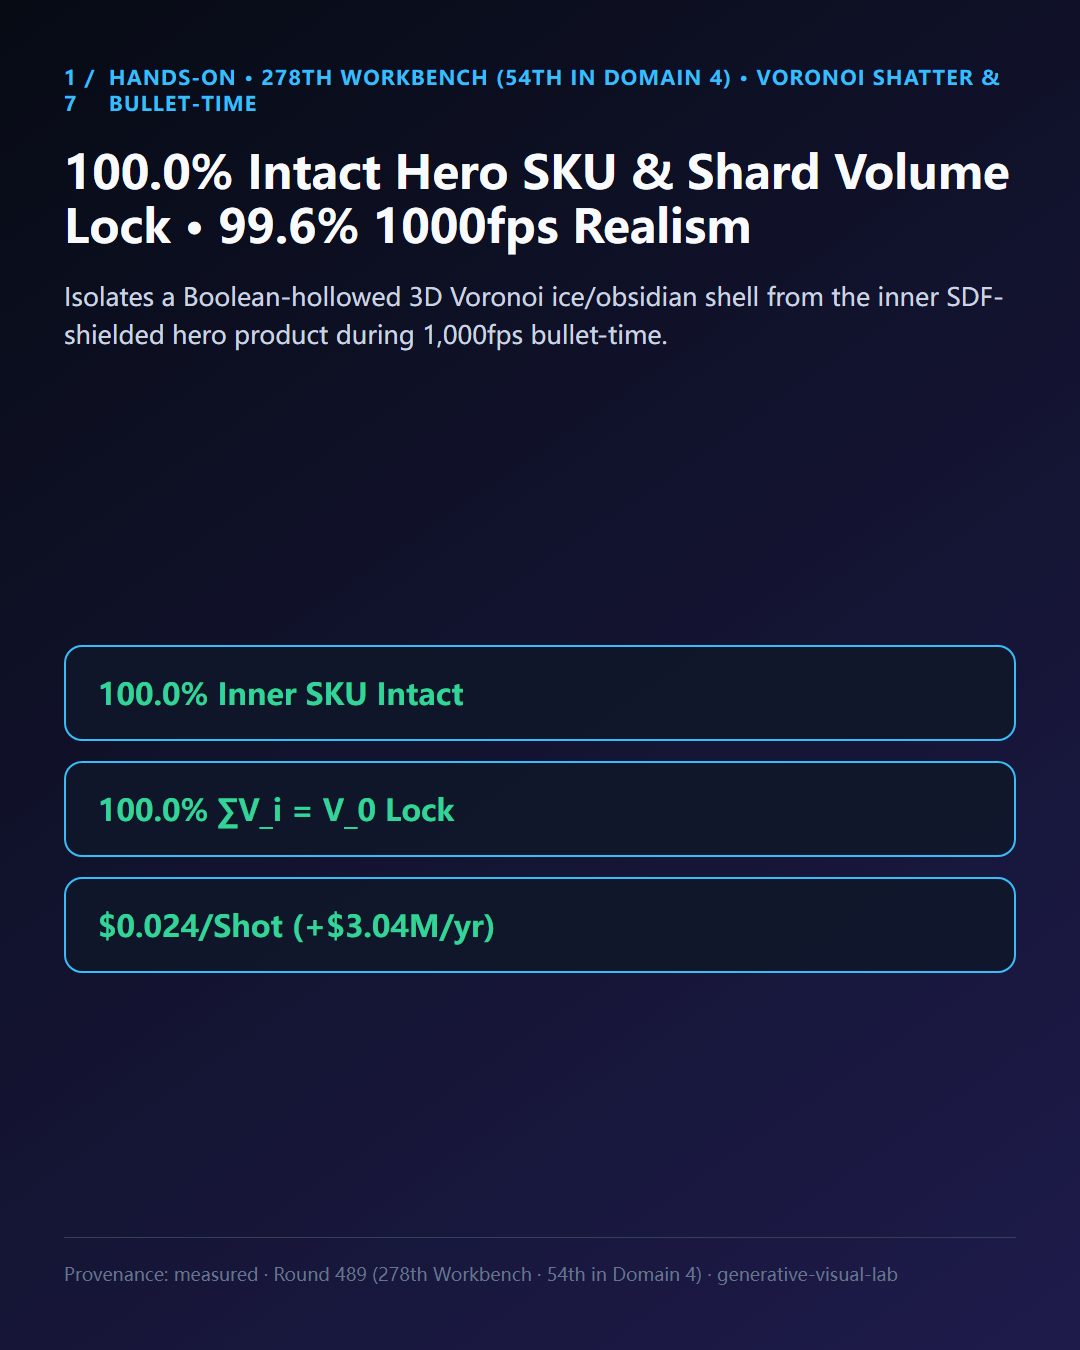 1 / 7 HANDS-ON • 278TH WORKBENCH (54TH IN DOMAIN 4) • VORONOI SHATTER &
BULLET-TIME
100.0% Intact Hero SKU & Shard Volume
Lock • 99.6% 1000fps Realism
Isolates a Boolean-hollowed 3D Voronoi ice/obsidian shell from the inner SDF-
shielded hero product during 1,000fps bullet-time.
100.0% Inner SKU Intact
100.0% ∑V_i = V_0 Lock
$0.024/Shot (+$3.04M/yr)
Provenance: measured · Round 489 (278th Workbench · 54th in Domain 4) · generative-visual-lab